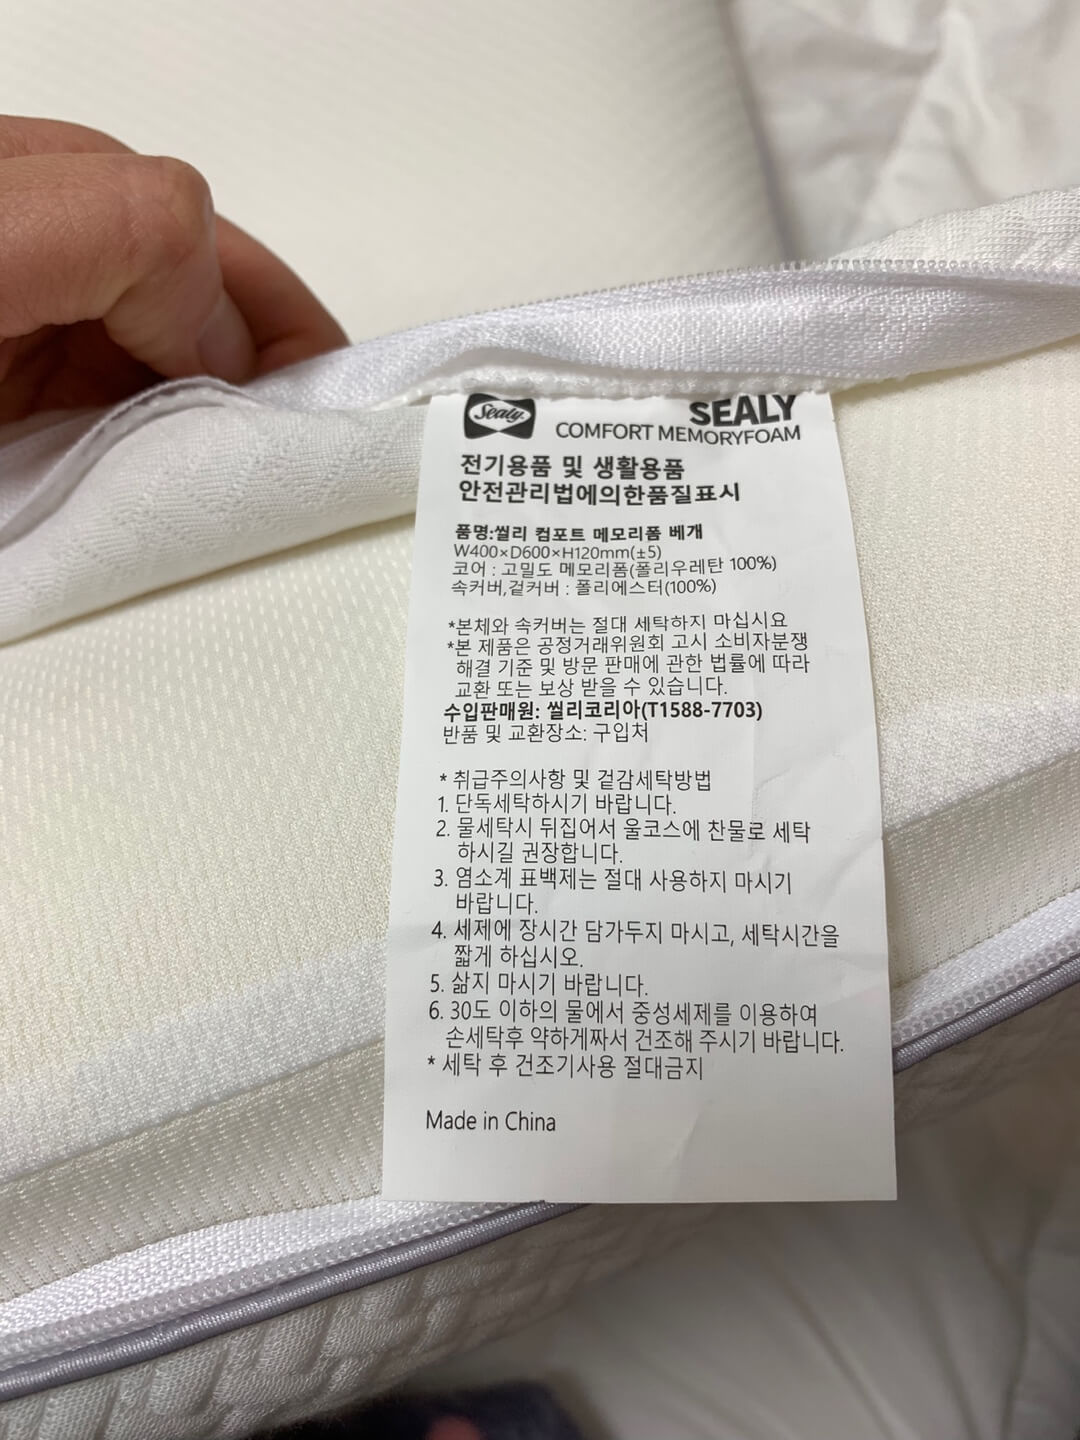 Sealy
SEALY
COMFORT MEMORYFOAM
전기용품 및 생활용품
안전관리법에의한품질표시
품명:씰리 컴포트 메모리폼 베개
W400×D600×H120mm(±5)
코어 : 고밀도 메모리폼(폴리우레탄 100%)
속커버,겉커버 : 폴리에스터(100%)
*본체와 속커버는 절대 세탁하지 마십시요
*본 제품은 공정거래위원회 고시 소비자분쟁
해결 기준 및 방문 판매에 관한 법률에 따라
교환 또는 보상 받을 수 있습니다.
수입판매원: 씰리코리아(T1588-7703)
반품 및 교환장소: 구입처
* 취급주의사항 및 겉감세탁방법
1. 단독세탁하시기 바랍니다.
2. 물세탁시 뒤집어서 울코스에 찬물로 세탁
하시길 권장합니다.
3. 염소계 표백제는 절대 사용하지 마시기
바랍니다.
4. 세제에 장시간 담가두지 마시고, 세탁시간을
짧게 하십시오.
5. 삶지 마시기 바랍니다.
6. 30도 이하의 물에서 중성세제를 이용하여
손세탁후 약하게짜서 건조해 주시기 바랍니다.
* 세탁 후 건조기사용 절대금지
Made in China